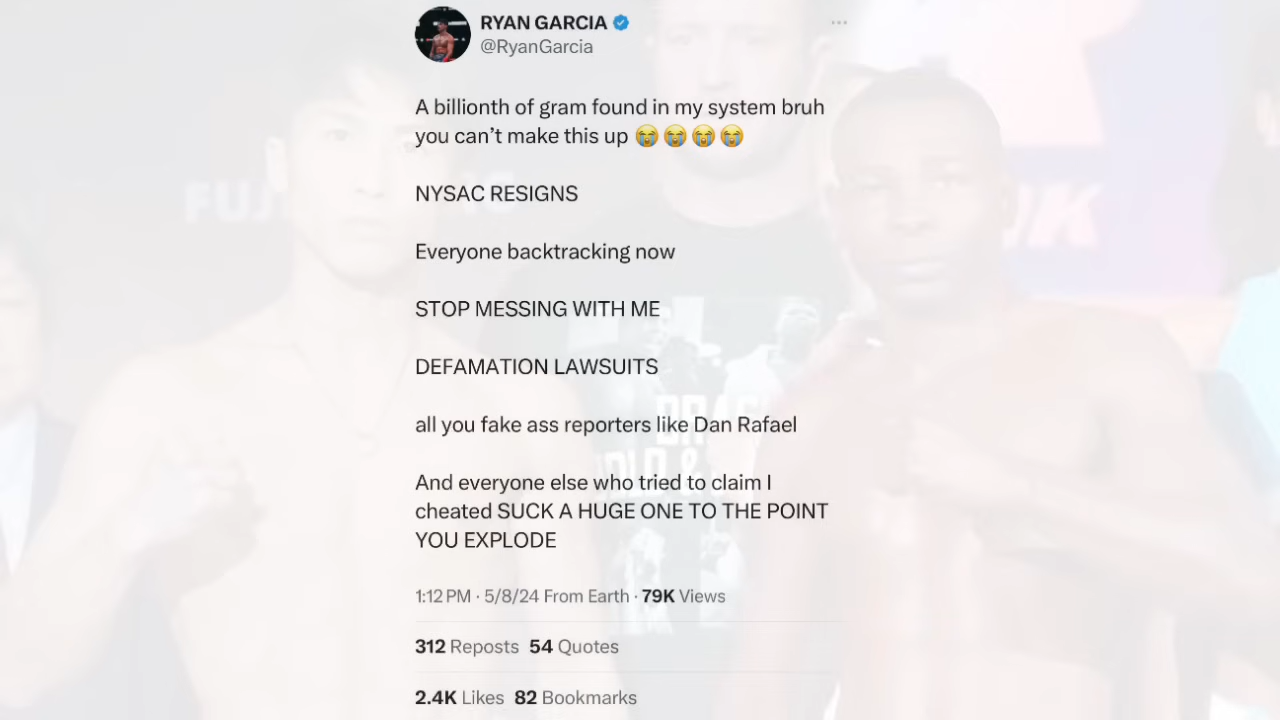 RYAN GARCIA
@RyanGarcia
A billionth of gram found in my system bruh
you can’t make this up 😭😭😭😭
NYSAC RESIGNS
Everyone backtracking now
STOP MESSING WITH ME
DEFAMATION LAWSUITS
all you fake ass reporters like Dan Rafael
And everyone else who tried to claim I
cheated SUCK A HUGE ONE TO THE POINT
YOU EXPLODE
1:12 PM · 5/8/24 From Earth · 79K Views
312 Reposts 54 Quotes
2.4K Likes 82 Bookmarks